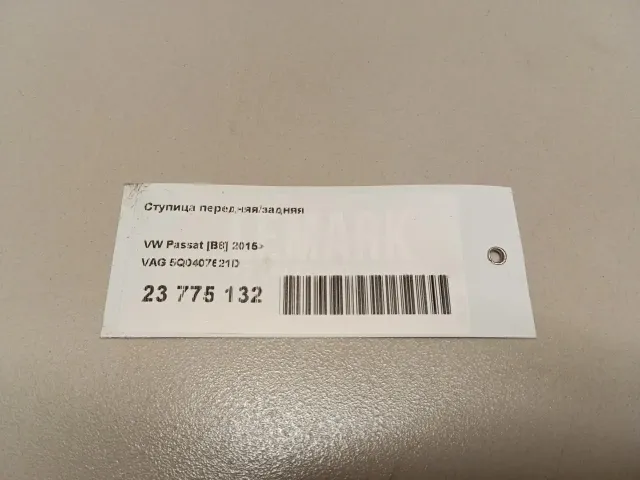 Ступица передняя/задняя
VW Passat [B8] 2015>
VAG 5Q0407621D
23 775 132